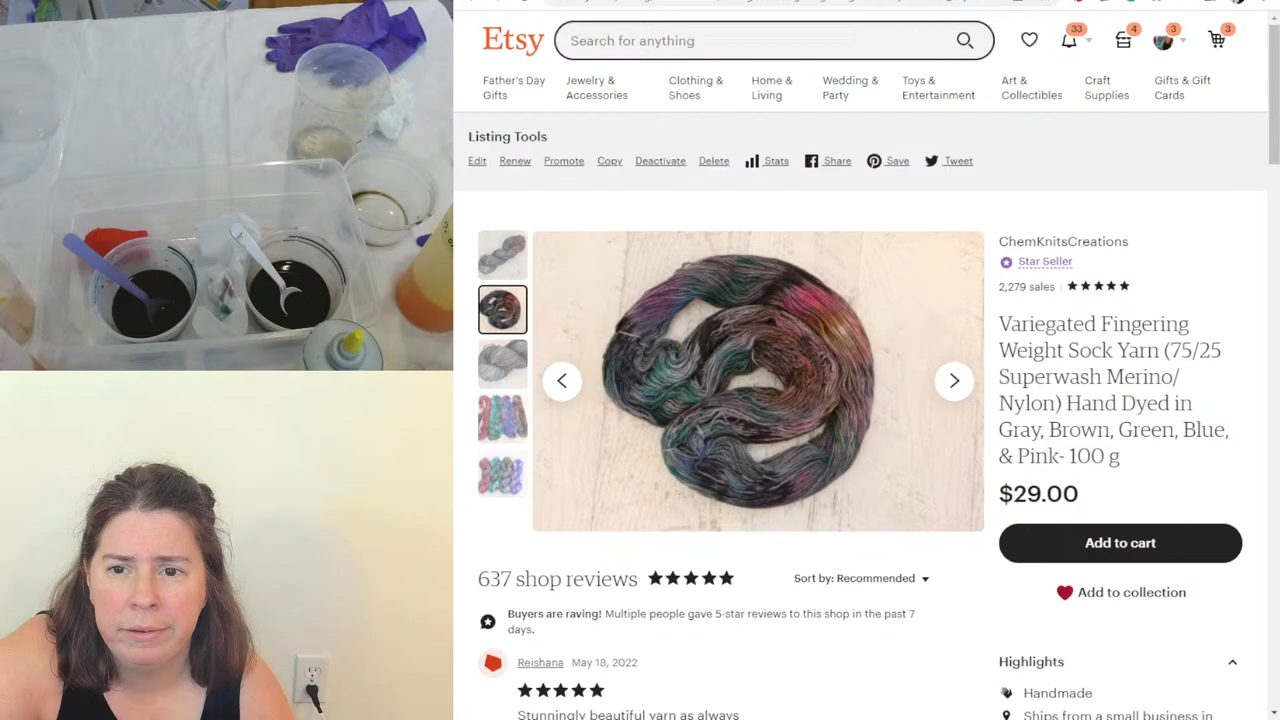 Etsy
Search for anything
33
4
3
3
Father's Day
Gifts
Jewelry &
Accessories
Clothing &
Shoes
Home &
Living
Wedding &
Party
Toys &
Entertainment
Art &
Collectibles
Craft
Supplies
Gifts & Gift
Cards
Listing Tools
Edit Renew Promote Copy Deactivate Delete Stats Share Save Tweet
ChemKnitsCreations
Star Seller
2,279 sales
Variegated Fingering
Weight Sock Yarn (75/25
Superwash Merino/
Nylon) Hand Dyed in
Gray, Brown, Green, Blue,
& Pink- 100 g
$29.00
Add to cart
Add to collection
637 shop reviews
Sort by: Recommended
Buyers are raving! Multiple people gave 5-star reviews to this shop in the past 7
days.
Reishana May 18, 2022
Stunningly beautiful yarn as always
Highlights
Handmade
Ships from a small business in